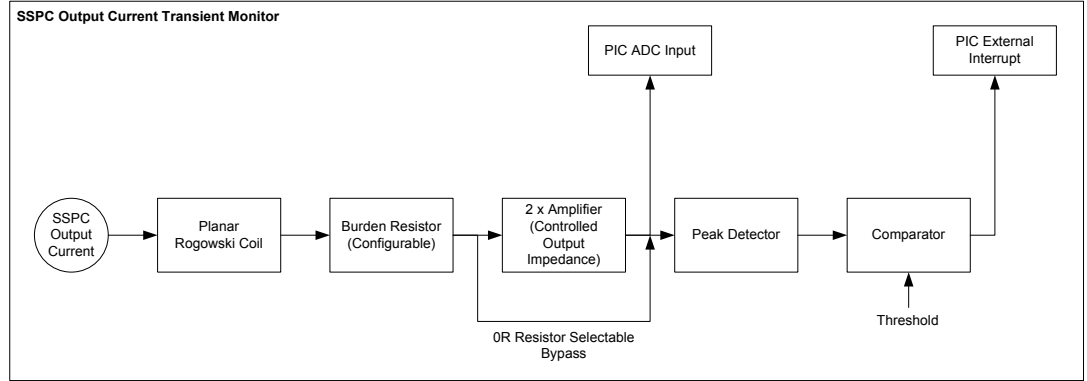 SSPC Output Current Transient Monitor
PIC ADC Input
PIC External
Interrupt
SSPC
Output
Current
Planar
Rogowski Coil
Burden Resistor
(Configurable)
2 x Amplifier
(Controlled
Output
Impedance)
Peak Detector
Comparator
Threshold
0R Resistor Selectable
Bypass